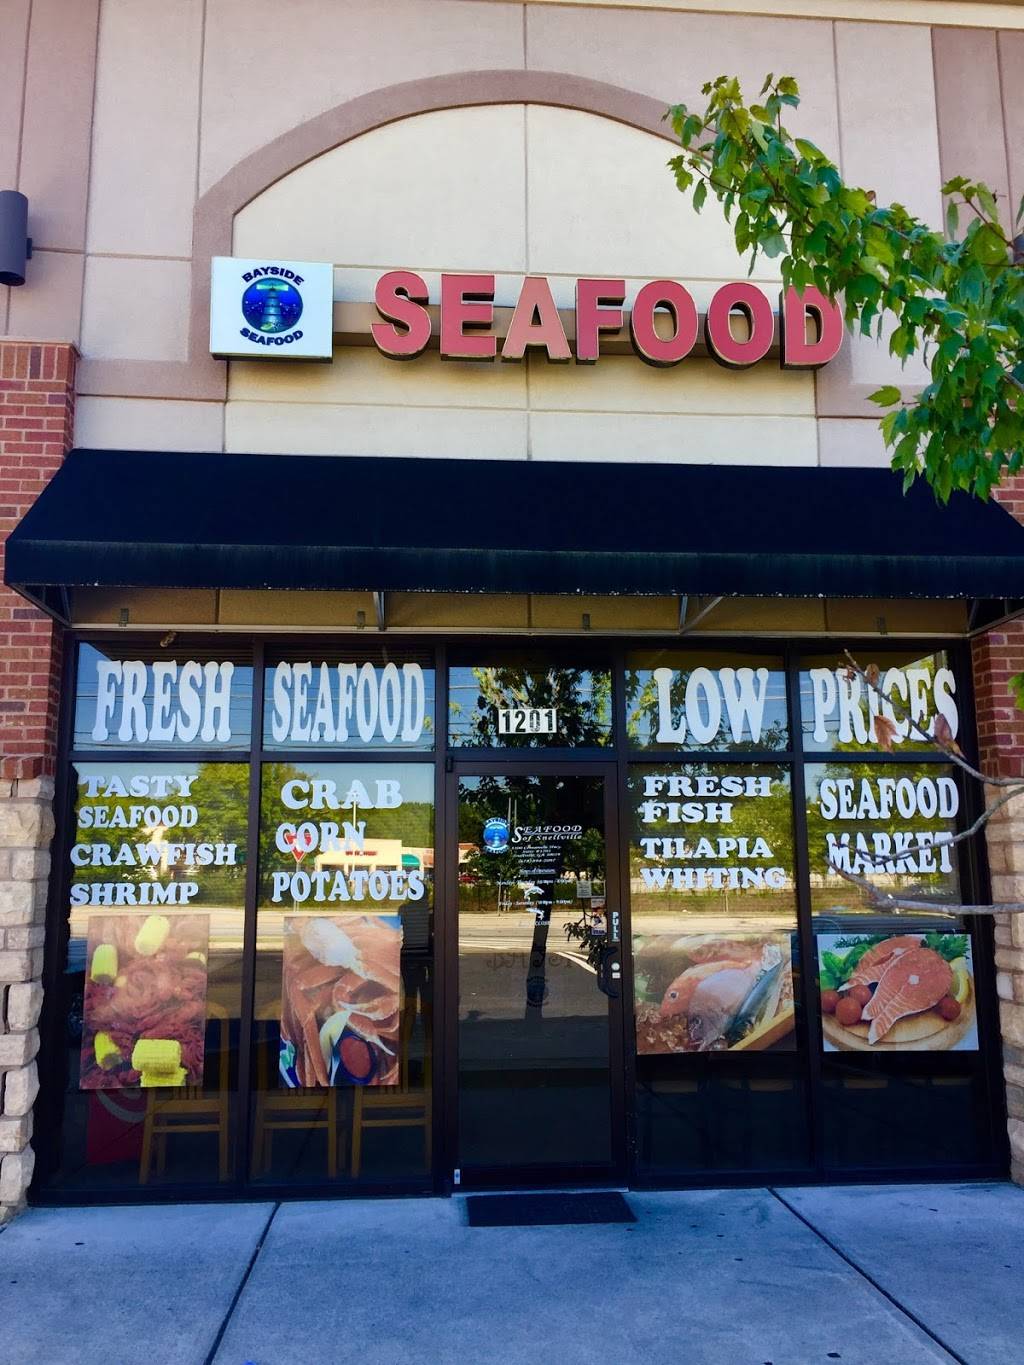 BAYSIDE
SEAFOOD
SEAFOOD
FRESH SEAFOOD LOW PRICES
1201
TASTY
SEAFOOD
CRAWFISH
SHRIMP
CRAB
CORN
POTATOES
SEAFOOD
of Snellville
FRESH
FISH
TILAPIA
WHITING
SEAFOOD
MARKET
PULL